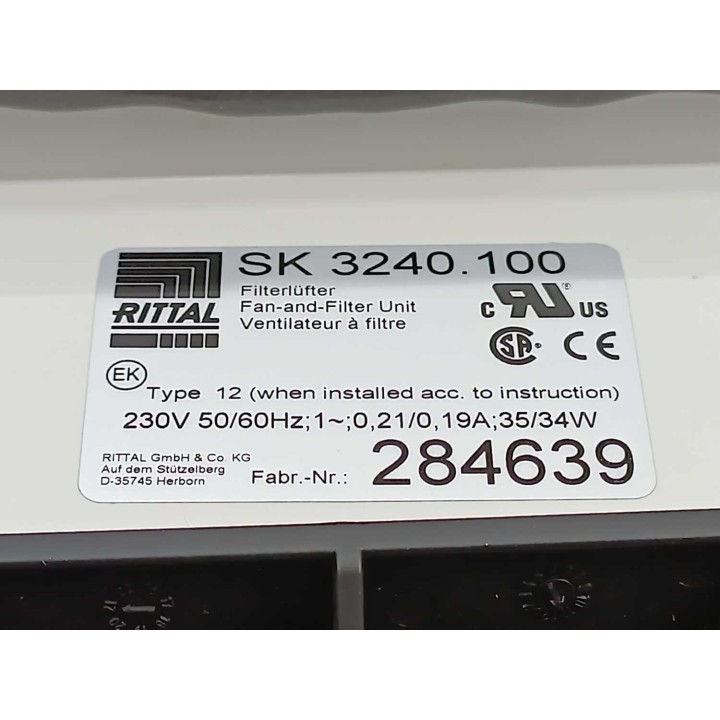 RITTAL
SK 3240.100
Filterlüfter
Fan-and-Filter Unit
Ventilateur à filtre
C RU ® US
SA® CE
EK
Type 12 (when installed acc. to instruction)
230V 50/60Hz;1~;0,21/0,19A;35/34W
RITTAL GmbH & Co. KG
Auf dem Stützelberg
D-35745 Herborn
Fabr.-Nr.: 284639